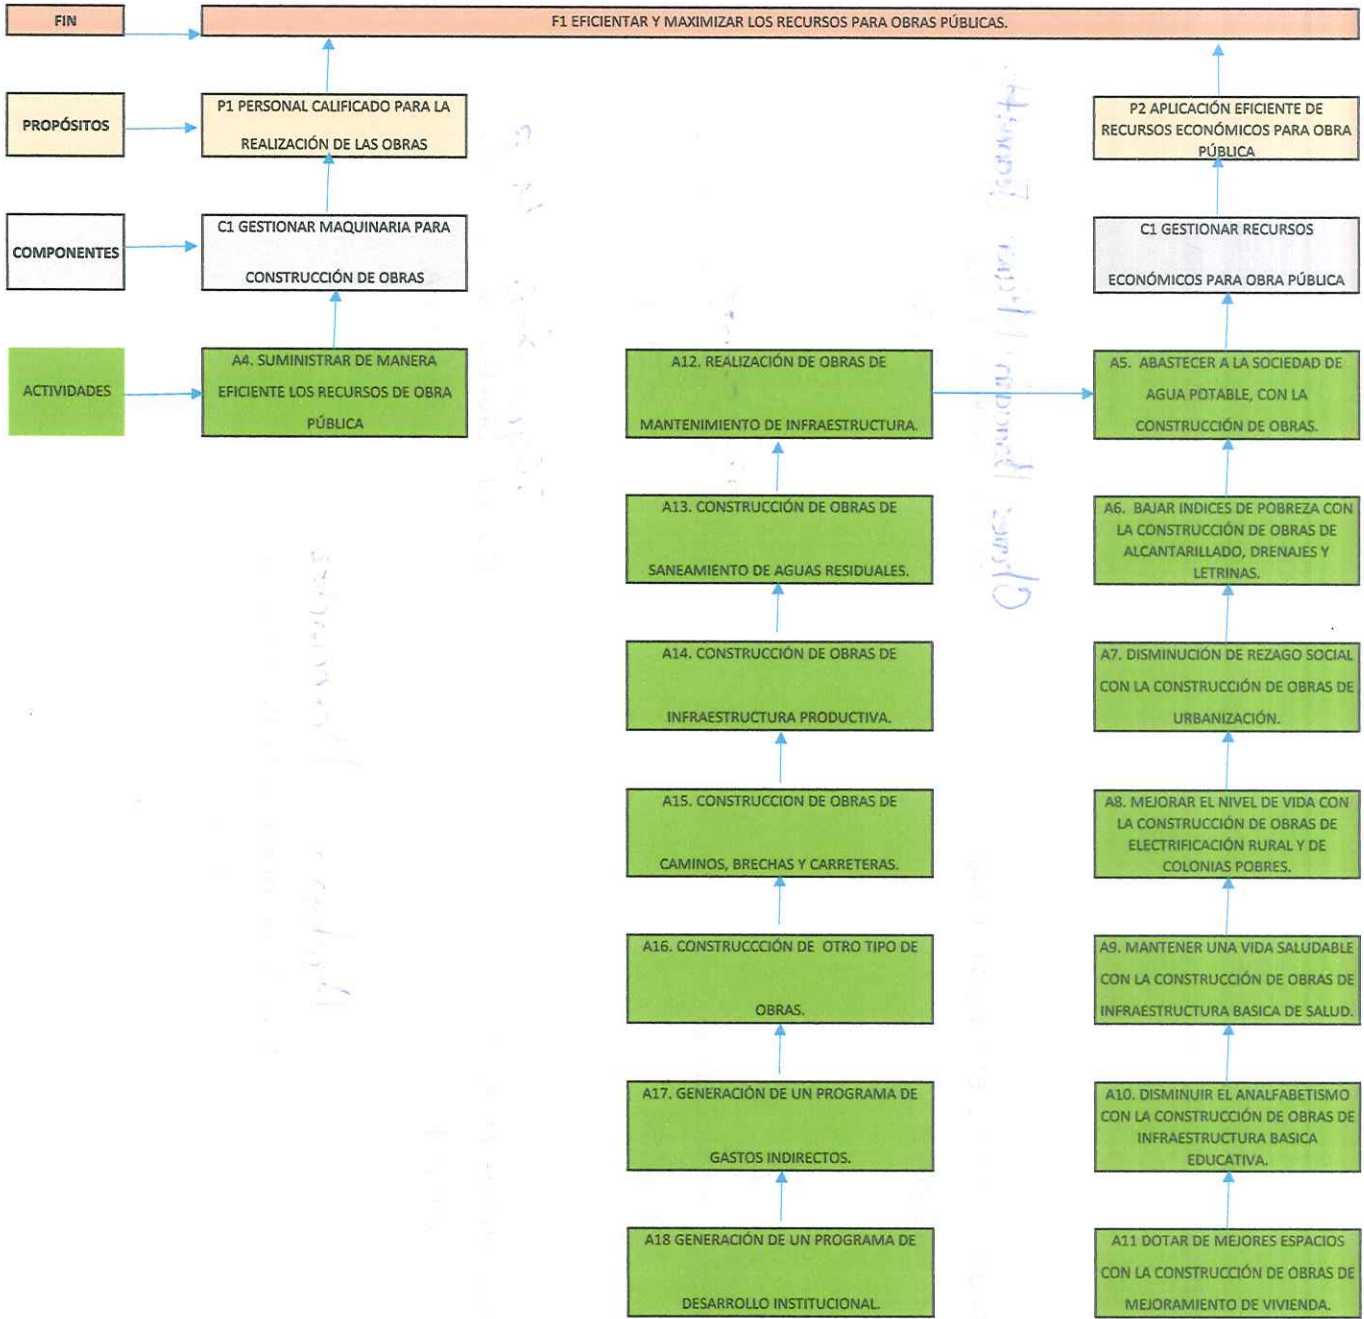 FIN
F1 EFICIENTAR Y MAXIMIZAR LOS RECURSOS PARA OBRAS PÚBLICAS.
PROPÓSITOS
P1 PERSONAL CALIFICADO PARA LA
REALIZACIÓN DE LAS OBRAS
P2 APLICACIÓN EFICIENTE DE
RECURSOS ECONÓMICOS PARA OBRA
PÚBLICA
COMPONENTES
C1 GESTIONAR MAQUINARIA PARA
CONSTRUCCIÓN DE OBRAS
C1 GESTIONAR RECURSOS
ECONÓMICOS PARA OBRA PÚBLICA
ACTIVIDADES
A4. SUMINISTRAR DE MANERA
EFICIENTE LOS RECURSOS DE OBRA
PÚBLICA
A12. REALIZACIÓN DE OBRAS DE
MANTENIMIENTO DE INFRAESTRUCTURA.
A5. ABASTECER A LA SOCIEDAD DE
AGUA POTABLE, CON LA
CONSTRUCCIÓN DE OBRAS.
A13. CONSTRUCCIÓN DE OBRAS DE
SANEAMIENTO DE AGUAS RESIDUALES.
A6. BAJAR INDICES DE POBREZA CON
LA CONSTRUCCIÓN DE OBRAS DE
ALCANTARILLADO, DRENAJES Y
LETRINAS.
A14. CONSTRUCCIÓN DE OBRAS DE
INFRAESTRUCTURA PRODUCTIVA.
A7. DISMINUCIÓN DE REZAGO SOCIAL
CON LA CONSTRUCCIÓN DE OBRAS DE
URBANIZACIÓN.
A15. CONSTRUCCION DE OBRAS DE
CAMINOS, BRECHAS Y CARRETERAS.
A8. MEJORAR EL NIVEL DE VIDA CON
LA CONSTRUCCIÓN DE OBRAS DE
ELECTRIFICACIÓN RURAL Y DE
COLONIAS POBRES.
A16. CONSTRUCCCIÓN DE OTRO TIPO DE
OBRAS.
A9. MANTENER UNA VIDA SALUDABLE
CON LA CONSTRUCCIÓN DE OBRAS DE
INFRAESTRUCTURA BASICA DE SALUD.
A17. GENERACIÓN DE UN PROGRAMA DE
GASTOS INDIRECTOS.
A10. DISMINUIR EL ANALFABETISMO
CON LA CONSTRUCCIÓN DE OBRAS DE
INFRAESTRUCTURA BASICA
EDUCATIVA.
A18 GENERACIÓN DE UN PROGRAMA DE
DESARROLLO INSTITUCIONAL.
A11 DOTAR DE MEJORES ESPACIOS
CON LA CONSTRUCCIÓN DE OBRAS DE
MEJORAMIENTO DE VIVIENDA.